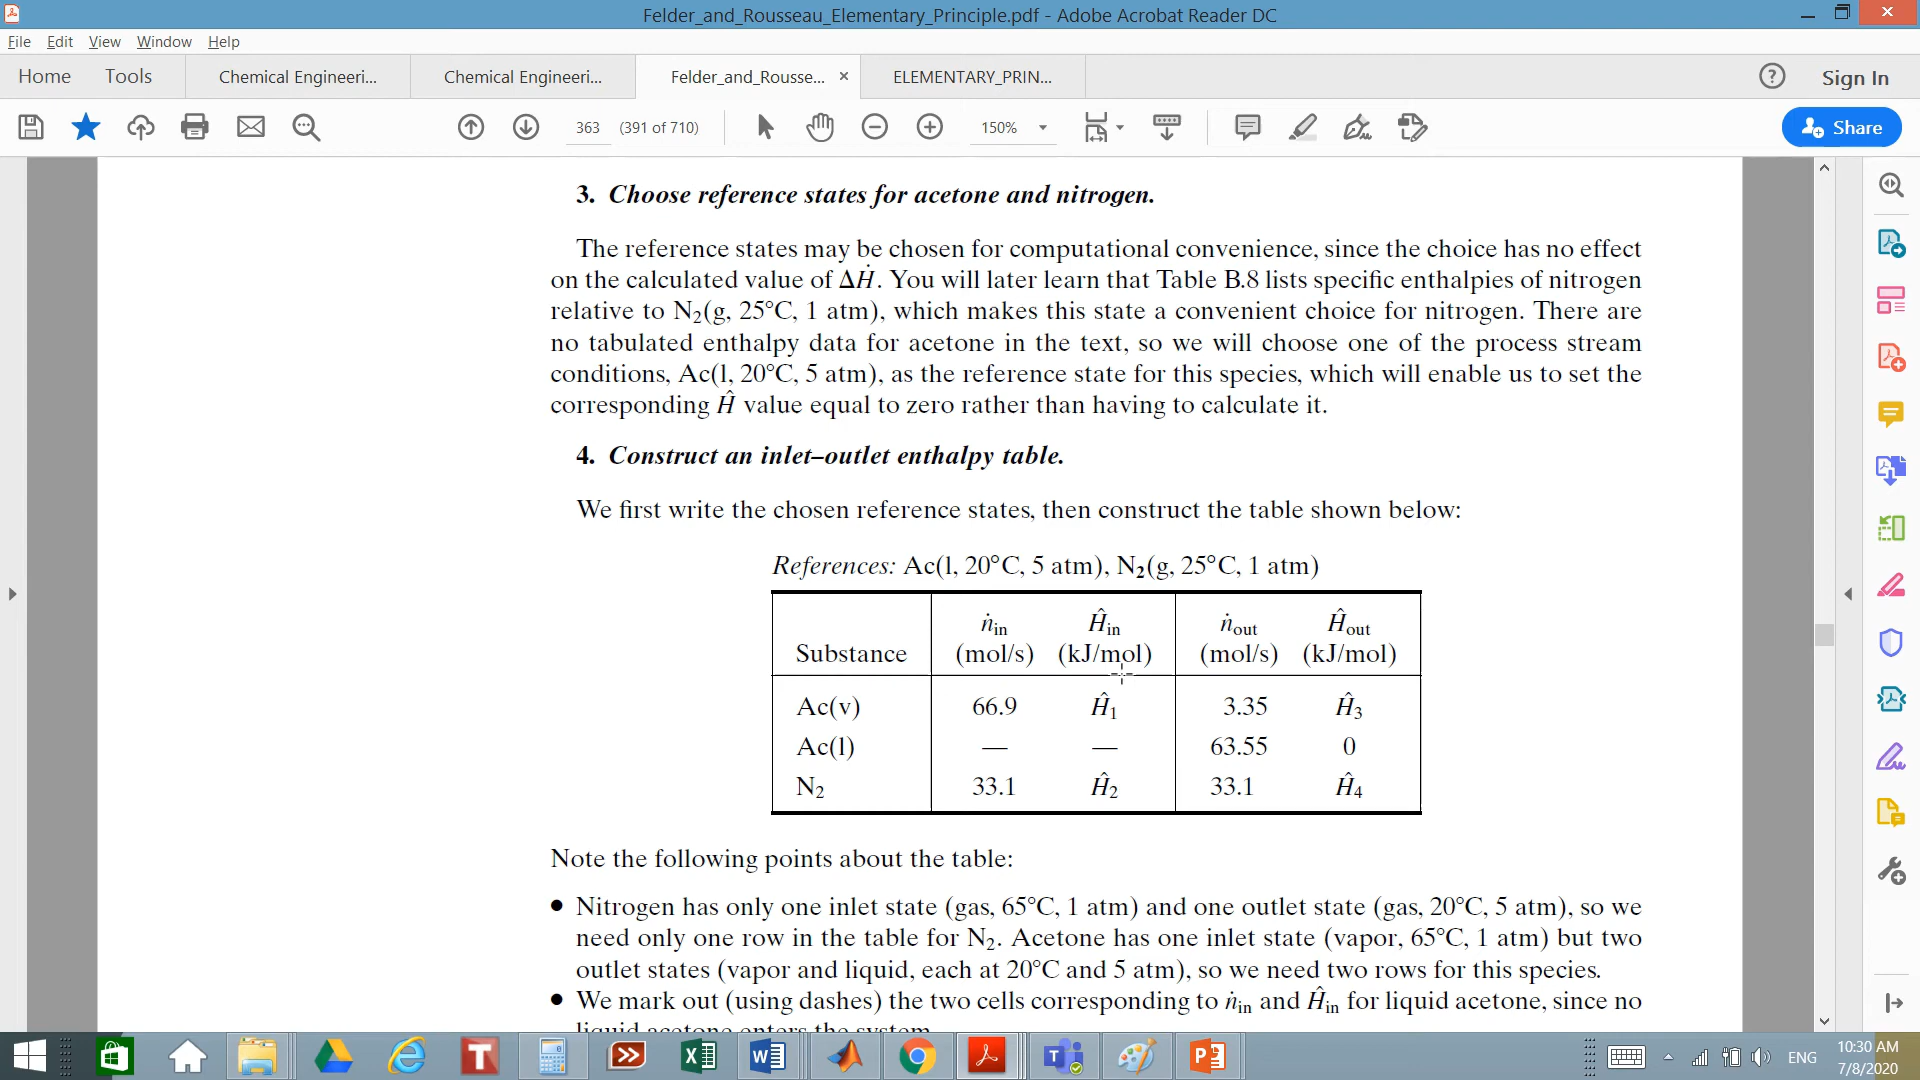 Felder_and_Rousseau_Elementary_Principle.pdf - Adobe Acrobat Reader DC
File Edit View Window Help
Home Tools Chemical Engineeri... Chemical Engineeri... Felder_and_Rousse... × ELEMENTARY_PRIN... Sign In
363 (391 of 710) 150% Share
3. Choose reference states for acetone and nitrogen.
The reference states may be chosen for computational convenience, since the choice has no effect
on the calculated value of ΔḢ. You will later learn that Table B.8 lists specific enthalpies of nitrogen
relative to N₂(g, 25°C, 1 atm), which makes this state a convenient choice for nitrogen. There are
no tabulated enthalpy data for acetone in the text, so we will choose one of the process stream
conditions, Ac(l, 20°C, 5 atm), as the reference state for this species, which will enable us to set the
corresponding Ĥ value equal to zero rather than having to calculate it.
4. Construct an inlet–outlet enthalpy table.
We first write the chosen reference states, then construct the table shown below:
References: Ac(l, 20°C, 5 atm), N₂(g, 25°C, 1 atm)
ṅin Ĥin ṅout Ĥout
Substance (mol/s) (kJ/mol) (mol/s) (kJ/mol)
Ac(v) 66.9 Ĥ₁ 3.35 Ĥ₃
Ac(l) — — 63.55 0
N₂ 33.1 Ĥ₂ 33.1 Ĥ₄
Note the following points about the table:
• Nitrogen has only one inlet state (gas, 65°C, 1 atm) and one outlet state (gas, 20°C, 5 atm), so we
need only one row in the table for N₂. Acetone has one inlet state (vapor, 65°C, 1 atm) but two
outlet states (vapor and liquid, each at 20°C and 5 atm), so we need two rows for this species.
• We mark out (using dashes) the two cells corresponding to ṅin and Ĥin for liquid acetone, since no
liquid acetone enters the system.
ENG 10:30 AM
7/8/2020